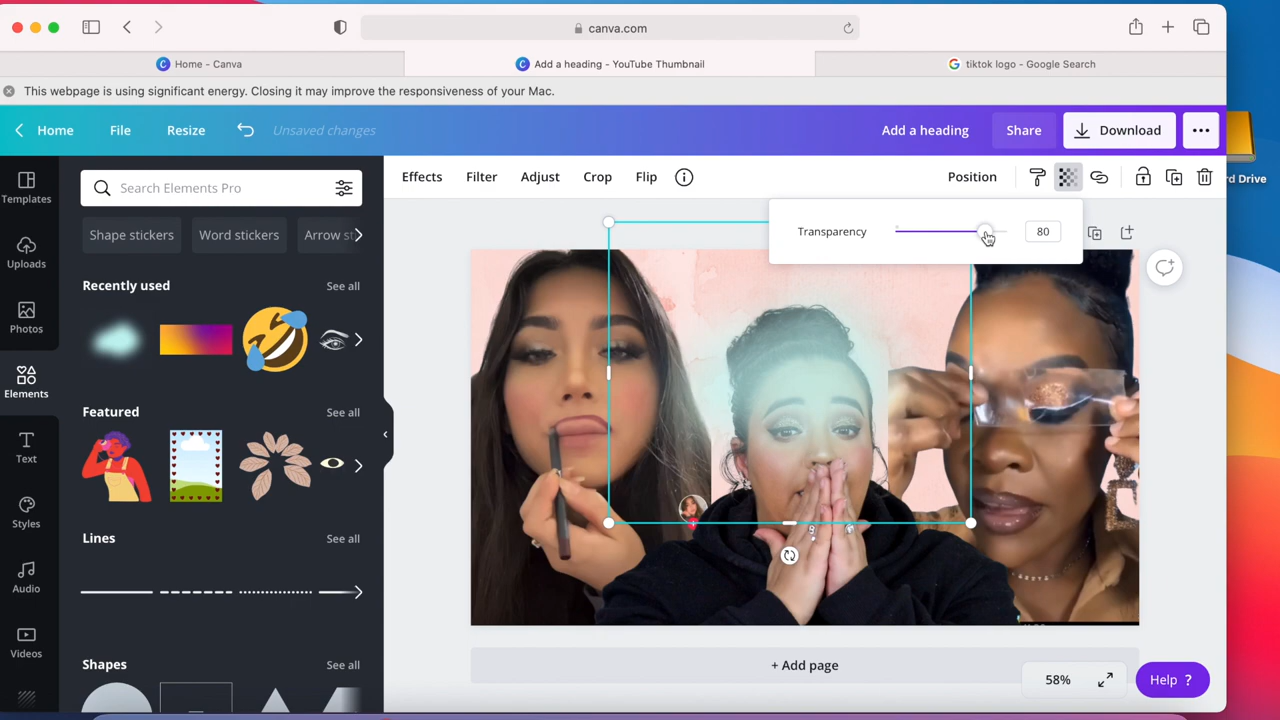 canva.com
Home - Canva
Add a heading - YouTube Thumbnail
tiktok logo - Google Search
This webpage is using significant energy. Closing it may improve the responsiveness of your Mac.
Home
File
Resize
Unsaved changes
Add a heading
Share
Download
rd Drive
Templates
Uploads
Photos
Elements
Text
Styles
Audio
Videos
Search Elements Pro
Shape stickers
Word stickers
Arrow st
Recently used
See all
Featured
See all
Lines
See all
Shapes
See all
Effects
Filter
Adjust
Crop
Flip
Position
Transparency
80
+ Add page
58%
Help ?